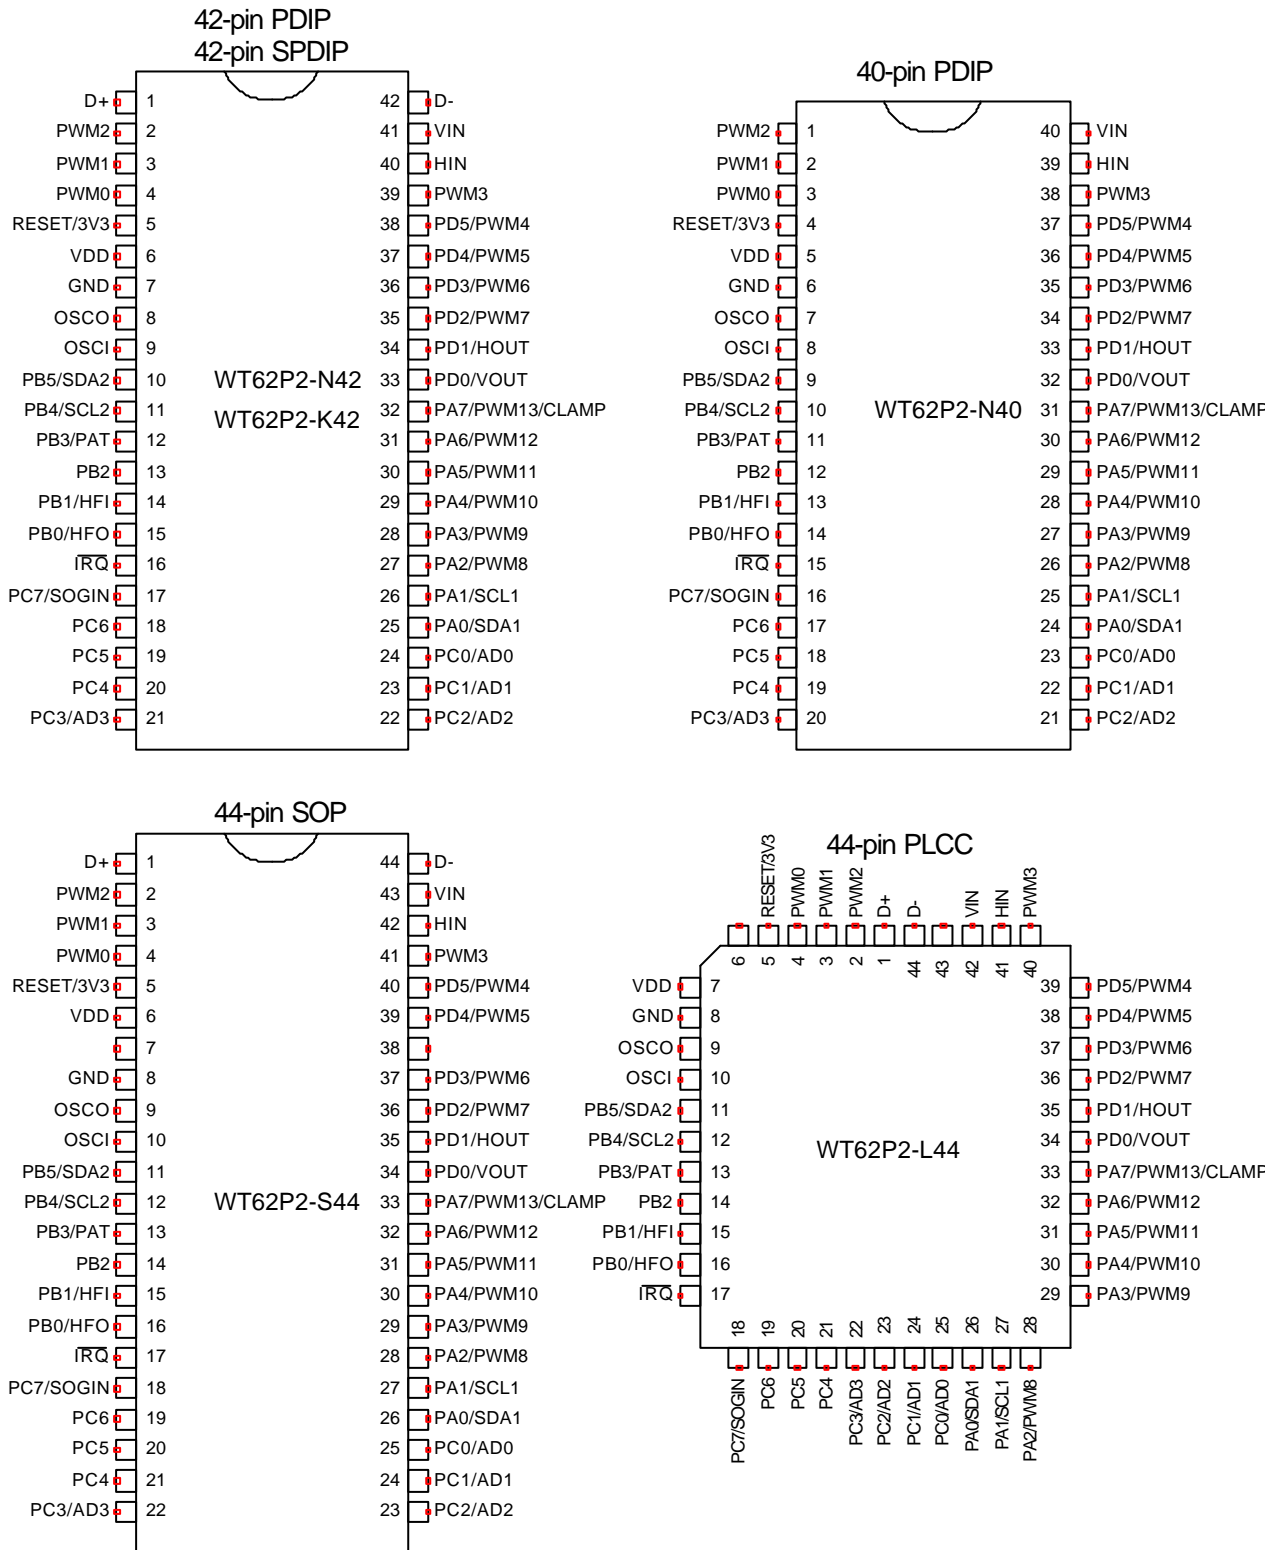 42-pin PDIP
42-pin SPDIP
D+ 1 42 D-
PWM2 2 41 VIN
PWM1 3 40 HIN
PWM0 4 39 PWM3
RESET/3V3 5 38 PD5/PWM4
VDD 6 37 PD4/PWM5
GND 7 36 PD3/PWM6
OSCO 8 35 PD2/PWM7
OSCI 9 34 PD1/HOUT
PB5/SDA2 10 WT62P2-N42 33 PD0/VOUT
PB4/SCL2 11 WT62P2-K42 32 PA7/PWM13/CLAMP
PB3/PAT 12 31 PA6/PWM12
PB2 13 30 PA5/PWM11
PB1/HFI 14 29 PA4/PWM10
PB0/HFO 15 28 PA3/PWM9
IRQ 16 27 PA2/PWM8
PC7/SOGIN 17 26 PA1/SCL1
PC6 18 25 PA0/SDA1
PC5 19 24 PC0/AD0
PC4 20 23 PC1/AD1
PC3/AD3 21 22 PC2/AD2
40-pin PDIP
PWM2 1 40 VIN
PWM1 2 39 HIN
PWM0 3 38 PWM3
RESET/3V3 4 37 PD5/PWM4
VDD 5 36 PD4/PWM5
GND 6 35 PD3/PWM6
OSCO 7 34 PD2/PWM7
OSCI 8 33 PD1/HOUT
PB5/SDA2 9 32 PD0/VOUT
PB4/SCL2 10 WT62P2-N40 31 PA7/PWM13/CLAMP
PB3/PAT 11 30 PA6/PWM12
PB2 12 29 PA5/PWM11
PB1/HFI 13 28 PA4/PWM10
PB0/HFO 14 27 PA3/PWM9
IRQ 15 26 PA2/PWM8
PC7/SOGIN 16 25 PA1/SCL1
PC6 17 24 PA0/SDA1
PC5 18 23 PC0/AD0
PC4 19 22 PC1/AD1
PC3/AD3 20 21 PC2/AD2
44-pin SOP
D+ 1 44 D-
PWM2 2 43 VIN
PWM1 3 42 HIN
PWM0 4 41 PWM3
RESET/3V3 5 40 PD5/PWM4
VDD 6 39 PD4/PWM5
7 38
GND 8 37 PD3/PWM6
OSCO 9 36 PD2/PWM7
OSCI 10 35 PD1/HOUT
PB5/SDA2 11 34 PD0/VOUT
PB4/SCL2 12 WT62P2-S44 33 PA7/PWM13/CLAMP
PB3/PAT 13 32 PA6/PWM12
PB2 14 31 PA5/PWM11
PB1/HFI 15 30 PA4/PWM10
PB0/HFO 16 29 PA3/PWM9
IRQ 17 28 PA2/PWM8
PC7/SOGIN 18 27 PA1/SCL1
PC6 19 26 PA0/SDA1
PC5 20 25 PC0/AD0
PC4 21 24 PC1/AD1
PC3/AD3 22 23 PC2/AD2
44-pin PLCC
RESET/3V3 PWM0 PWM1 PWM2 D+ D- VIN HIN PWM3
6 5 4 3 2 1 44 43 42 41 40
VDD 7 39 PD5/PWM4
GND 8 38 PD4/PWM5
OSCO 9 37 PD3/PWM6
OSCI 10 36 PD2/PWM7
PB5/SDA2 11 35 PD1/HOUT
PB4/SCL2 12 WT62P2-L44 34 PD0/VOUT
PB3/PAT 13 33 PA7/PWM13/CLAMP
PB2 14 32 PA6/PWM12
PB1/HFI 15 31 PA5/PWM11
PB0/HFO 16 30 PA4/PWM10
IRQ 17 29 PA3/PWM9
18 19 20 21 22 23 24 25 26 27 28
PC7/SOGIN PC6 PC5 PC4 PC3/AD3 PC2/AD2 PC1/AD1 PC0/AD0 PA0/SDA1 PA1/SCL1 PA2/PWM8